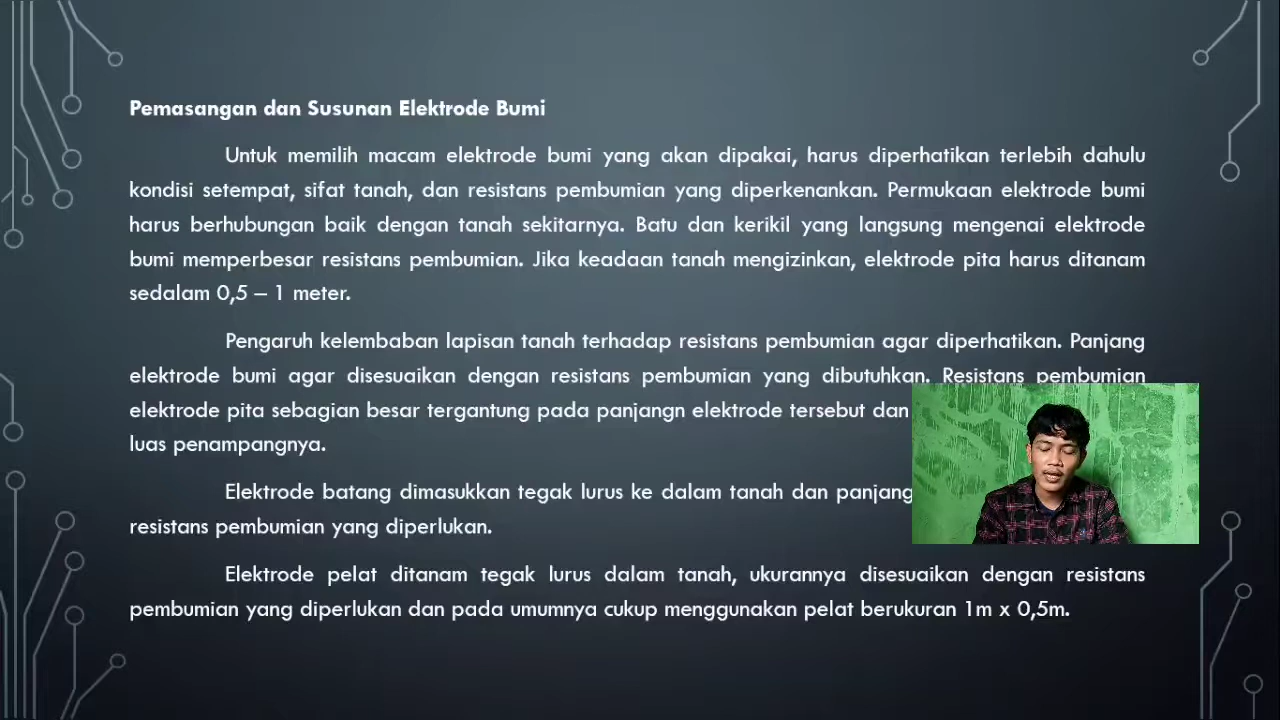 Pemasangan dan Susunan Elektrode Bumi
Untuk memilih macam elektrode bumi yang akan dipakai, harus diperhatikan terlebih dahulu
kondisi setempat, sifat tanah, dan resistans pembumian yang diperkenankan. Permukaan elektrode bumi
harus berhubungan baik dengan tanah sekitarnya. Batu dan kerikil yang langsung mengenai elektrode
bumi memperbesar resistans pembumian. Jika keadaan tanah mengizinkan, elektrode pita harus ditanam
sedalam 0,5 – 1 meter.
Pengaruh kelembaban lapisan tanah terhadap resistans pembumian agar diperhatikan. Panjang
elektrode bumi agar disesuaikan dengan resistans pembumian yang dibutuhkan. Resistans pembumian
elektrode pita sebagian besar tergantung pada panjangn elektrode tersebut dan
luas penampangnya.
Elektrode batang dimasukkan tegak lurus ke dalam tanah dan panjang
resistans pembumian yang diperlukan.
Elektrode pelat ditanam tegak lurus dalam tanah, ukurannya disesuaikan dengan resistans
pembumian yang diperlukan dan pada umumnya cukup menggunakan pelat berukuran 1m x 0,5m.